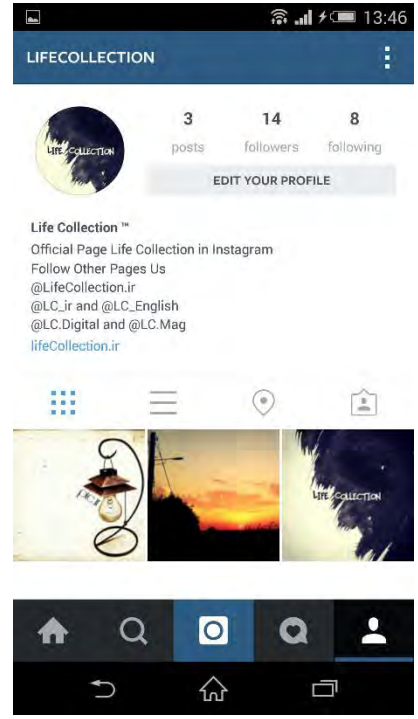 13:46
LIFECOLLECTION
3 14 8
posts followers following
EDIT YOUR PROFILE
LIFE COLLECTION
Life Collection ™
Official Page Life Collection in Instagram
Follow Other Pages Us
@LifeCollection.ir
@LC_ir and @LC_English
@LC.Digital and @LC.Mag
lifeCollection.ir
LIFE COLLECTION